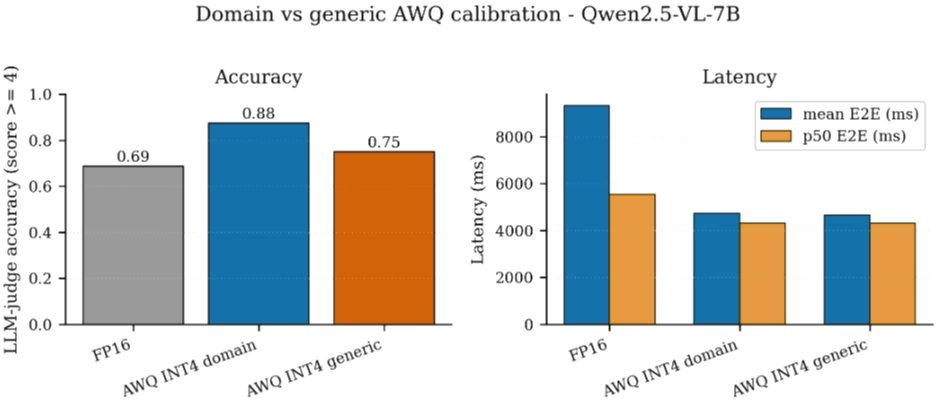 Domain vs generic AWQ calibration - Qwen2.5-VL-7B
Accuracy
LLM-judge accuracy (score >= 4)
1.0
0.8
0.6
0.4
0.2
0.0
0.69
0.88
0.75
FP16
AWQ INT4 domain
AWQ INT4 generic
Latency
Latency (ms)
8000
6000
4000
2000
0
mean E2E (ms)
p50 E2E (ms)
FP16
AWQ INT4 domain
AWQ INT4 generic